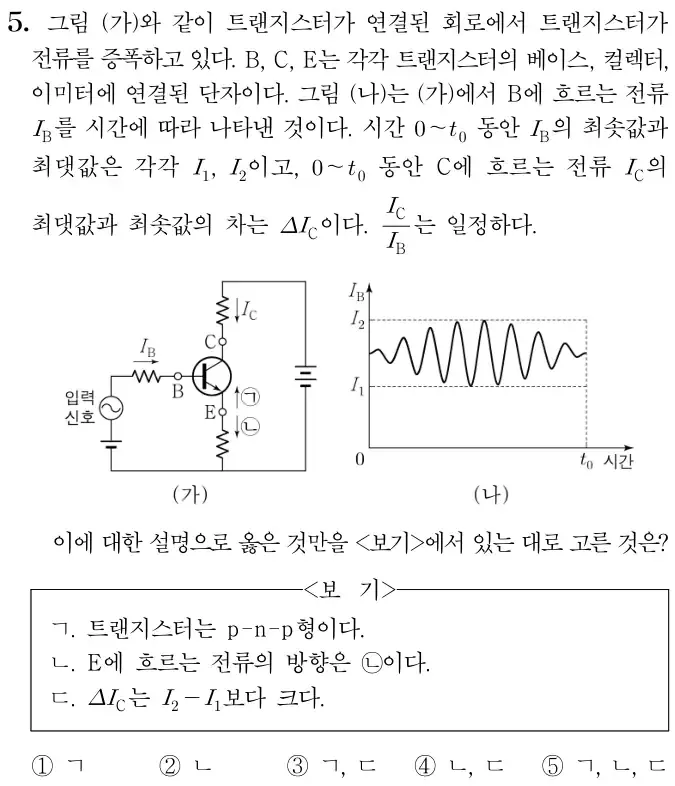 5. 그림 (가)와 같이 트랜지스터가 연결된 회로에서 트랜지스터가
전류를 증폭하고 있다. B, C, E는 각각 트랜지스터의 베이스, 컬렉터,
이미터에 연결된 단자이다. 그림 (나)는 (가)에서 B에 흐르는 전류
I_B를 시간에 따라 나타낸 것이다. 시간 0~t_0 동안 I_B의 최솟값과
최댓값은 각각 I_1, I_2이고, 0~t_0 동안 C에 흐르는 전류 I_C의
최댓값과 최솟값의 차는 ΔI_C이다. I_C/I_B는 일정하다.
I_C
C
I_B
B
입력
신호
E
㉠
㉡
(가)
I_B
I_2
I_1
0
t_0 시간
(나)
이에 대한 설명으로 옳은 것만을 <보기>에서 있는 대로 고른 것은?
<보 기>
ㄱ. 트랜지스터는 p-n-p형이다.
ㄴ. E에 흐르는 전류의 방향은 ㉡이다.
ㄷ. ΔI_C는 I_2-I_1보다 크다.
① ㄱ ② ㄴ ③ ㄱ, ㄷ ④ ㄴ, ㄷ ⑤ ㄱ, ㄴ, ㄷ